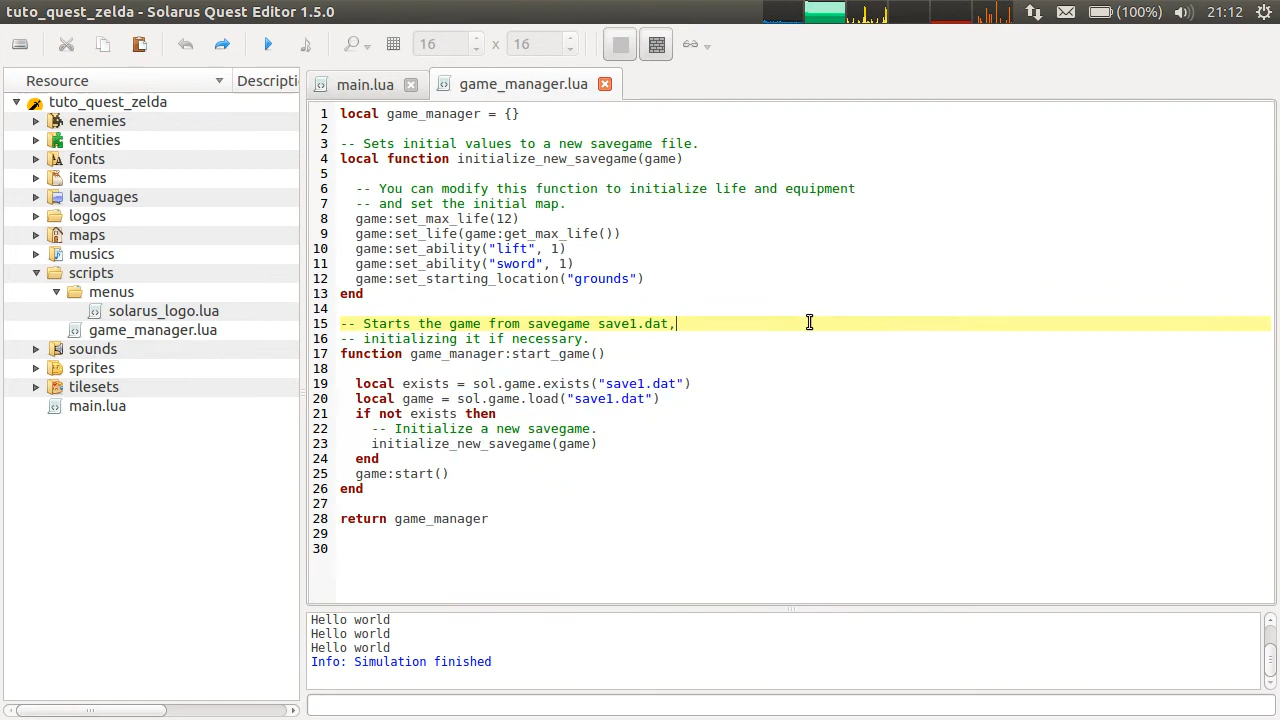 tuto_quest_zelda - Solarus Quest Editor 1.5.0
(100%)
21:12
16 x 16
Resource
Descripti
main.lua
game_manager.lua
tuto_quest_zelda
enemies
entities
fonts
items
languages
logos
maps
musics
scripts
menus
solarus_logo.lua
game_manager.lua
sounds
sprites
tilesets
main.lua
1 local game_manager = {}
2
3 -- Sets initial values to a new savegame file.
4 local function initialize_new_savegame(game)
5
6   -- You can modify this function to initialize life and equipment
7   -- and set the initial map.
8   game:set_max_life(12)
9   game:set_life(game:get_max_life())
10   game:set_ability("lift", 1)
11   game:set_ability("sword", 1)
12   game:set_starting_location("grounds")
13 end
14
15 -- Starts the game from savegame save1.dat,
16 -- initializing it if necessary.
17 function game_manager:start_game()
18
19   local exists = sol.game.exists("save1.dat")
20   local game = sol.game.load("save1.dat")
21   if not exists then
22     -- Initialize a new savegame.
23     initialize_new_savegame(game)
24   end
25   game:start()
26 end
27
28 return game_manager
29
30
Hello world
Hello world
Hello world
Info: Simulation finished